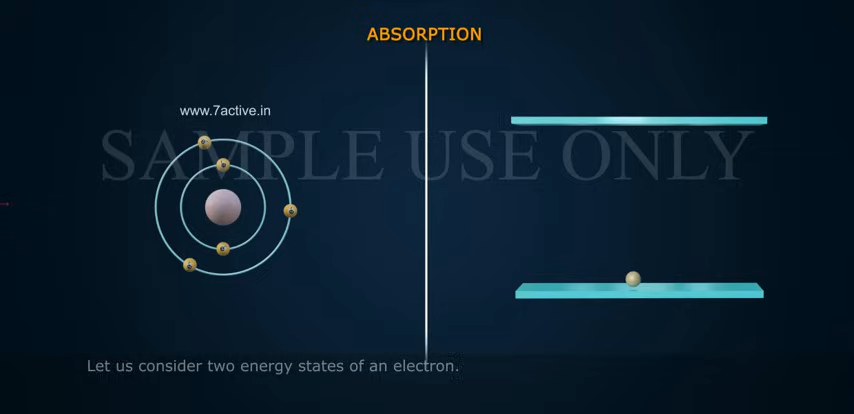 ABSORPTION
www.7active.in
SAMPLE USE ONLY
Let us consider two energy states of an electron.